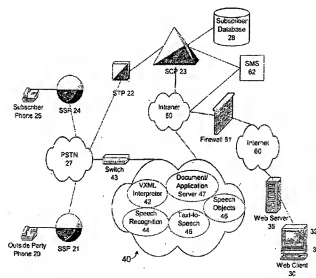 Subscriber
Database
28
SCP 23
SMS
62
STP 22
SSP 24
Subscriber
Phone 25
Intranet
50
Firewall 61
Internet
60
PSTN
27
Switch
43
VXML
Interpreter
42
Document/
Application
Server 47
Speech
Objects
46
Speech
Recognition
44
Text-to-
Speech
45
40
Web Server
35
Outside Party
Phone 20
SSP 21
32
Web Client
30